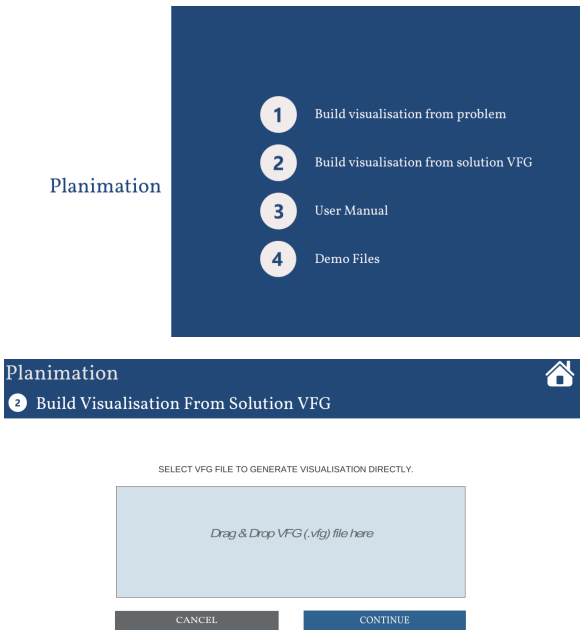 Planimation
1 Build visualisation from problem
2 Build visualisation from solution VFG
3 User Manual
4 Demo Files
Planimation
2 Build Visualisation From Solution VFG
SELECT VFG FILE TO GENERATE VISUALISATION DIRECTLY.
Drag & Drop VFG (.vfg) file here
CANCEL
CONTINUE